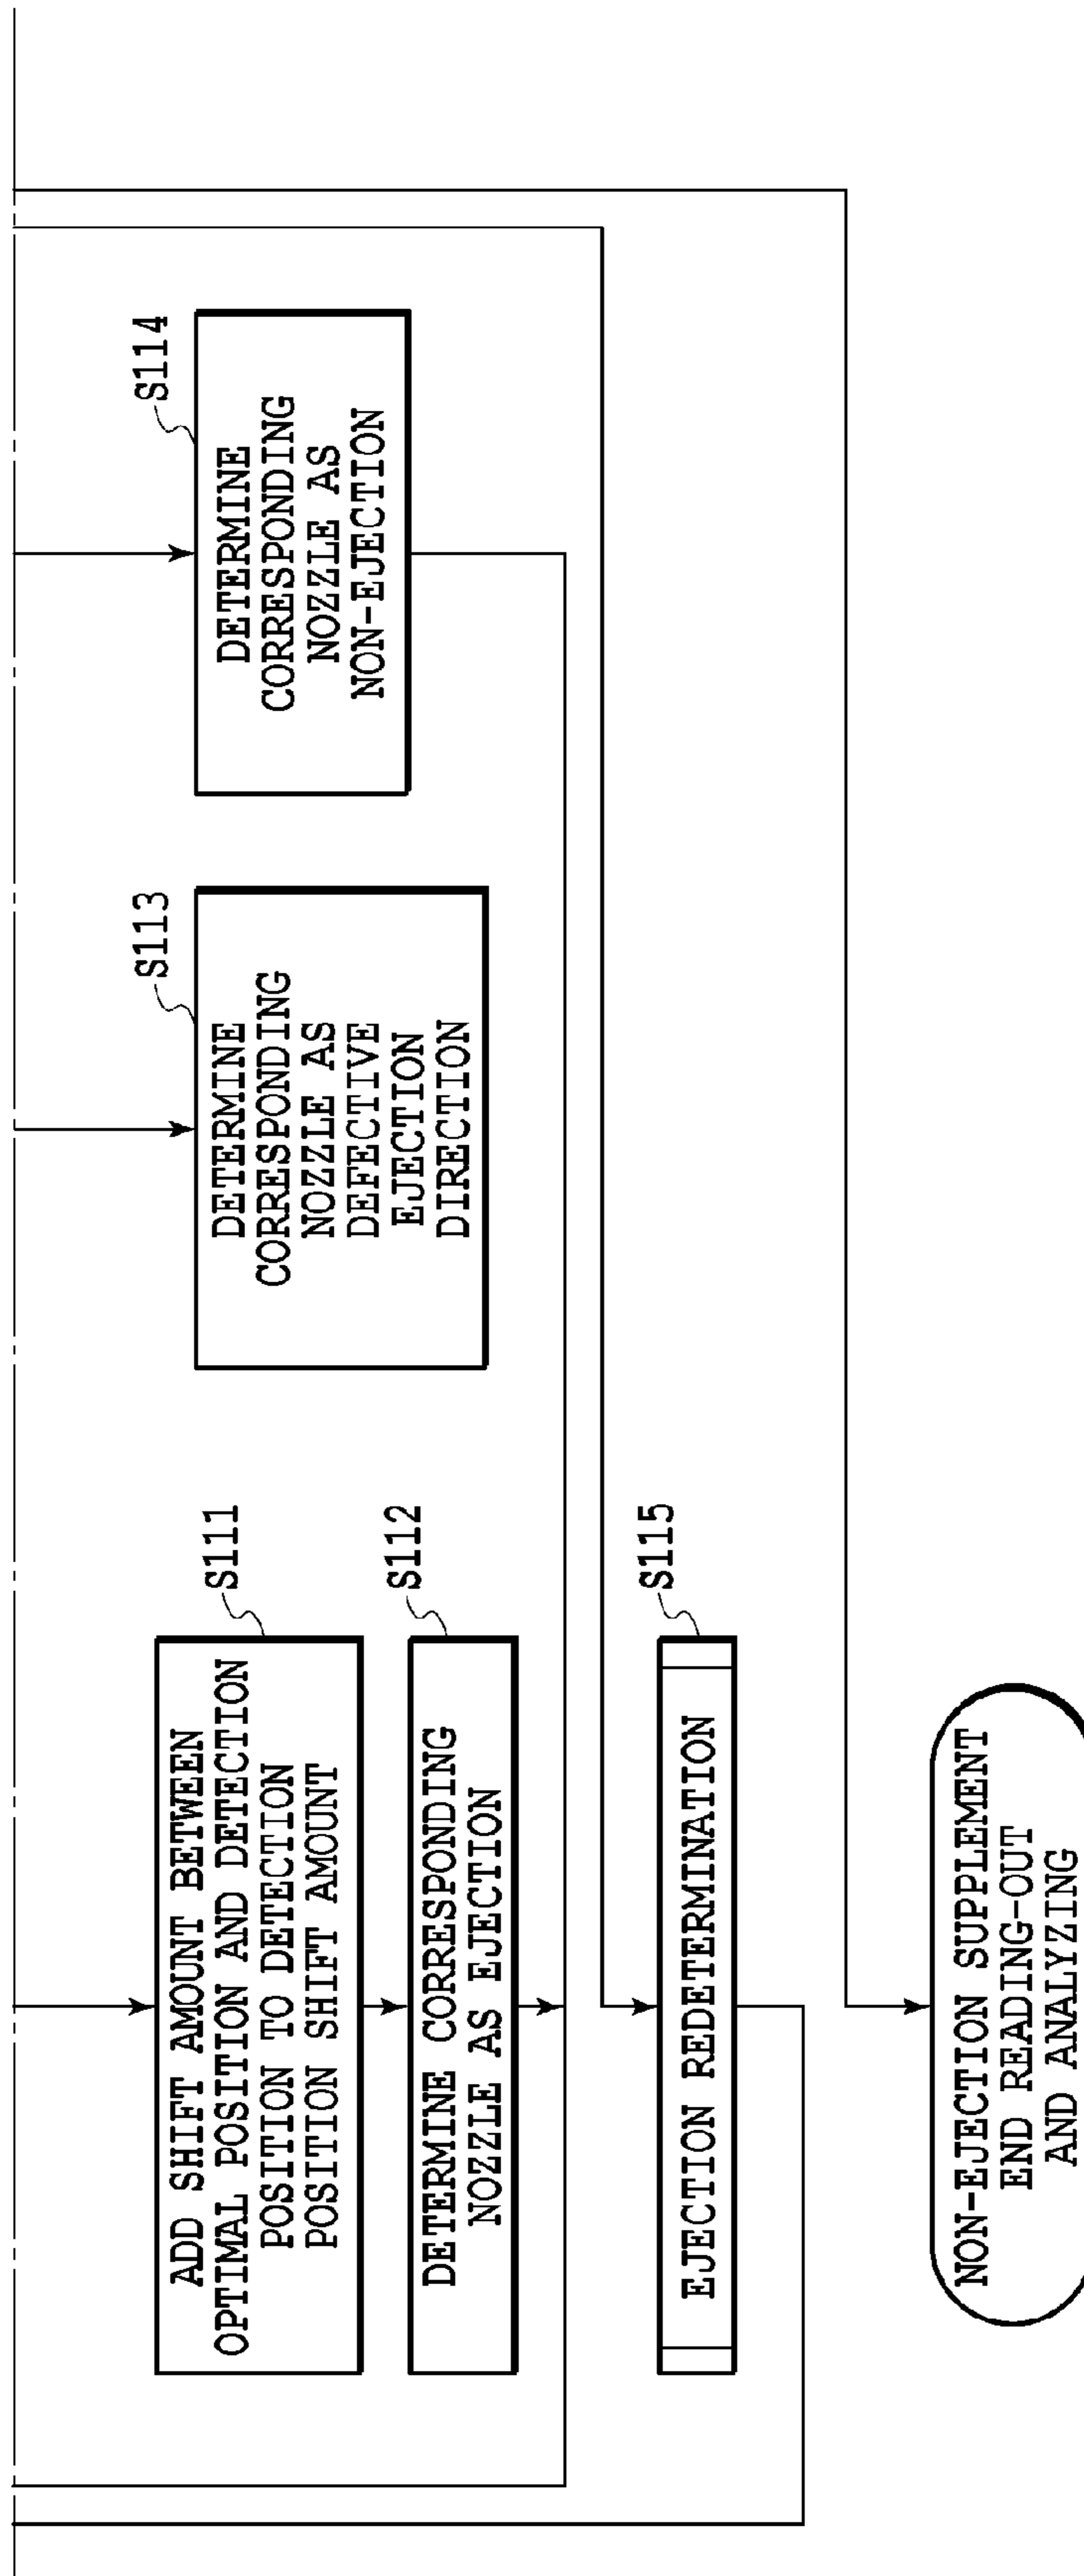 S111
ADD SHIFT AMOUNT BETWEEN
OPTIMAL POSITION AND DETECTION
POSITION TO DETECTION
POSITION SHIFT AMOUNT
S112
DETERMINE CORRESPONDING
NOZZLE AS EJECTION
S113
DETERMINE
CORRESPONDING
NOZZLE AS
DEFECTIVE
EJECTION
DIRECTION
S114
DETERMINE
CORRESPONDING
NOZZLE AS
NON-EJECTION
S115
EJECTION REDETERMINATION
NON-EJECTION SUPPLEMENT
END READING-OUT
AND ANALYZING